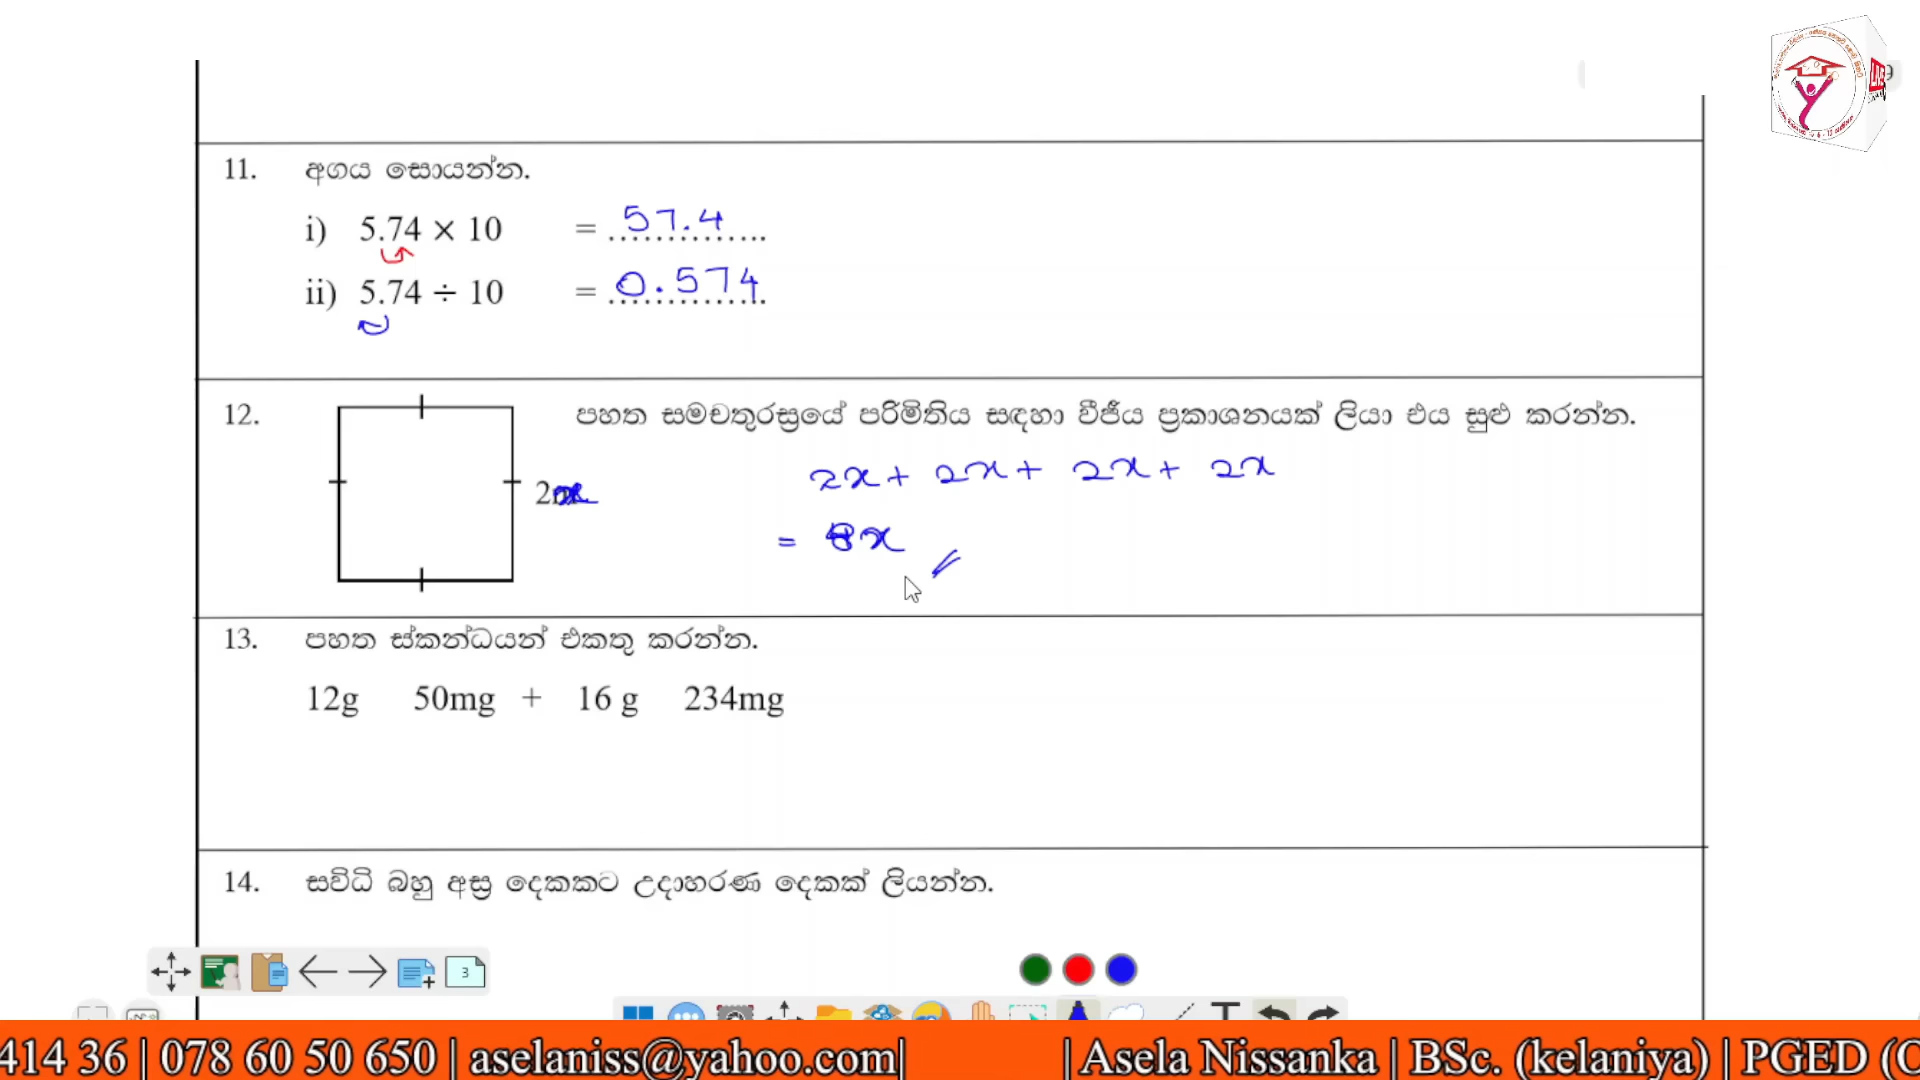 11. අගය සොයන්න.
i) 5.74 × 10 = 57.4
ii) 5.74 ÷ 10 = 0.574
12. පහත සමචතුරස්‍රයේ පරිමිතිය සඳහා වීජීය ප්‍රකාශනයක් ලියා එය සුළු කරන්න.
2x + 2x + 2x + 2x
2x
= 8x
13. පහත ස්කන්ධයන් එකතු කරන්න.
12g 50mg + 16 g 234mg
14. සවිධි බහු අස්‍ර දෙකකට උදාහරණ දෙකක් ලියන්න.
3
414 36 | 078 60 50 650 | aselaniss@yahoo.com| | Asela Nissanka | BSc. (kelaniya) | PGED (